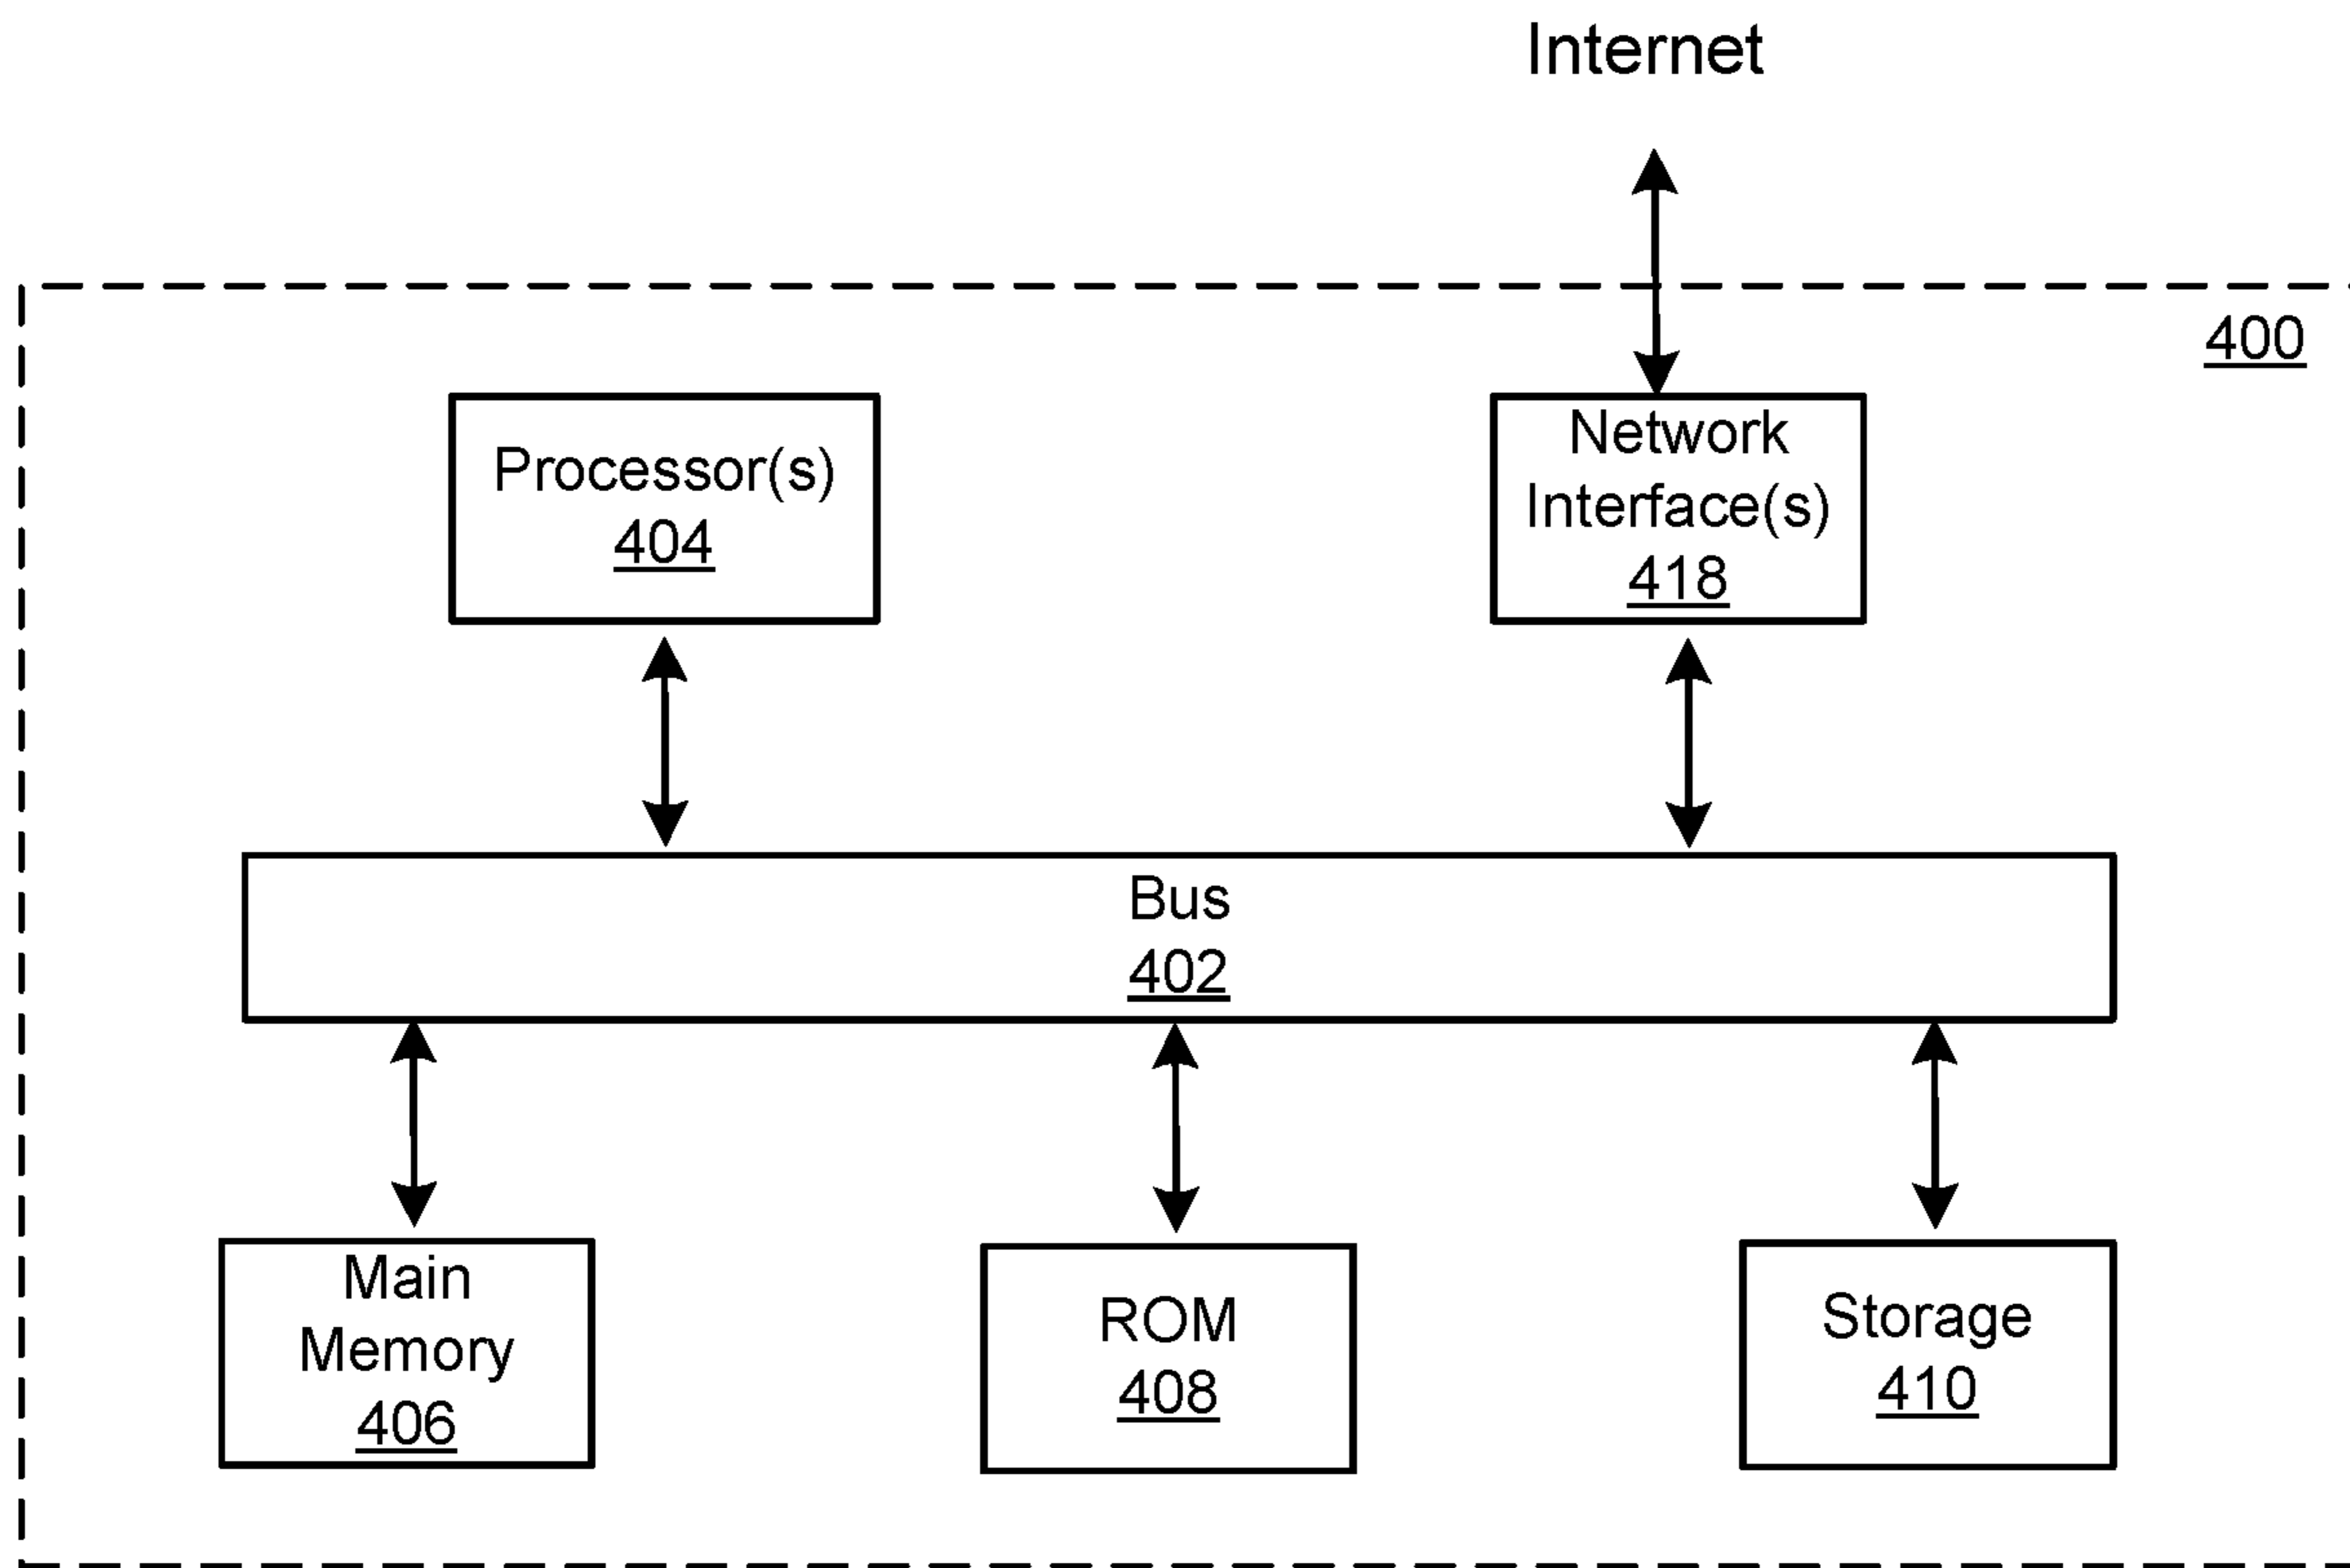 Internet
400
Processor(s)
404
Network
Interface(s)
418
Bus
402
Main
Memory
406
ROM
408
Storage
410